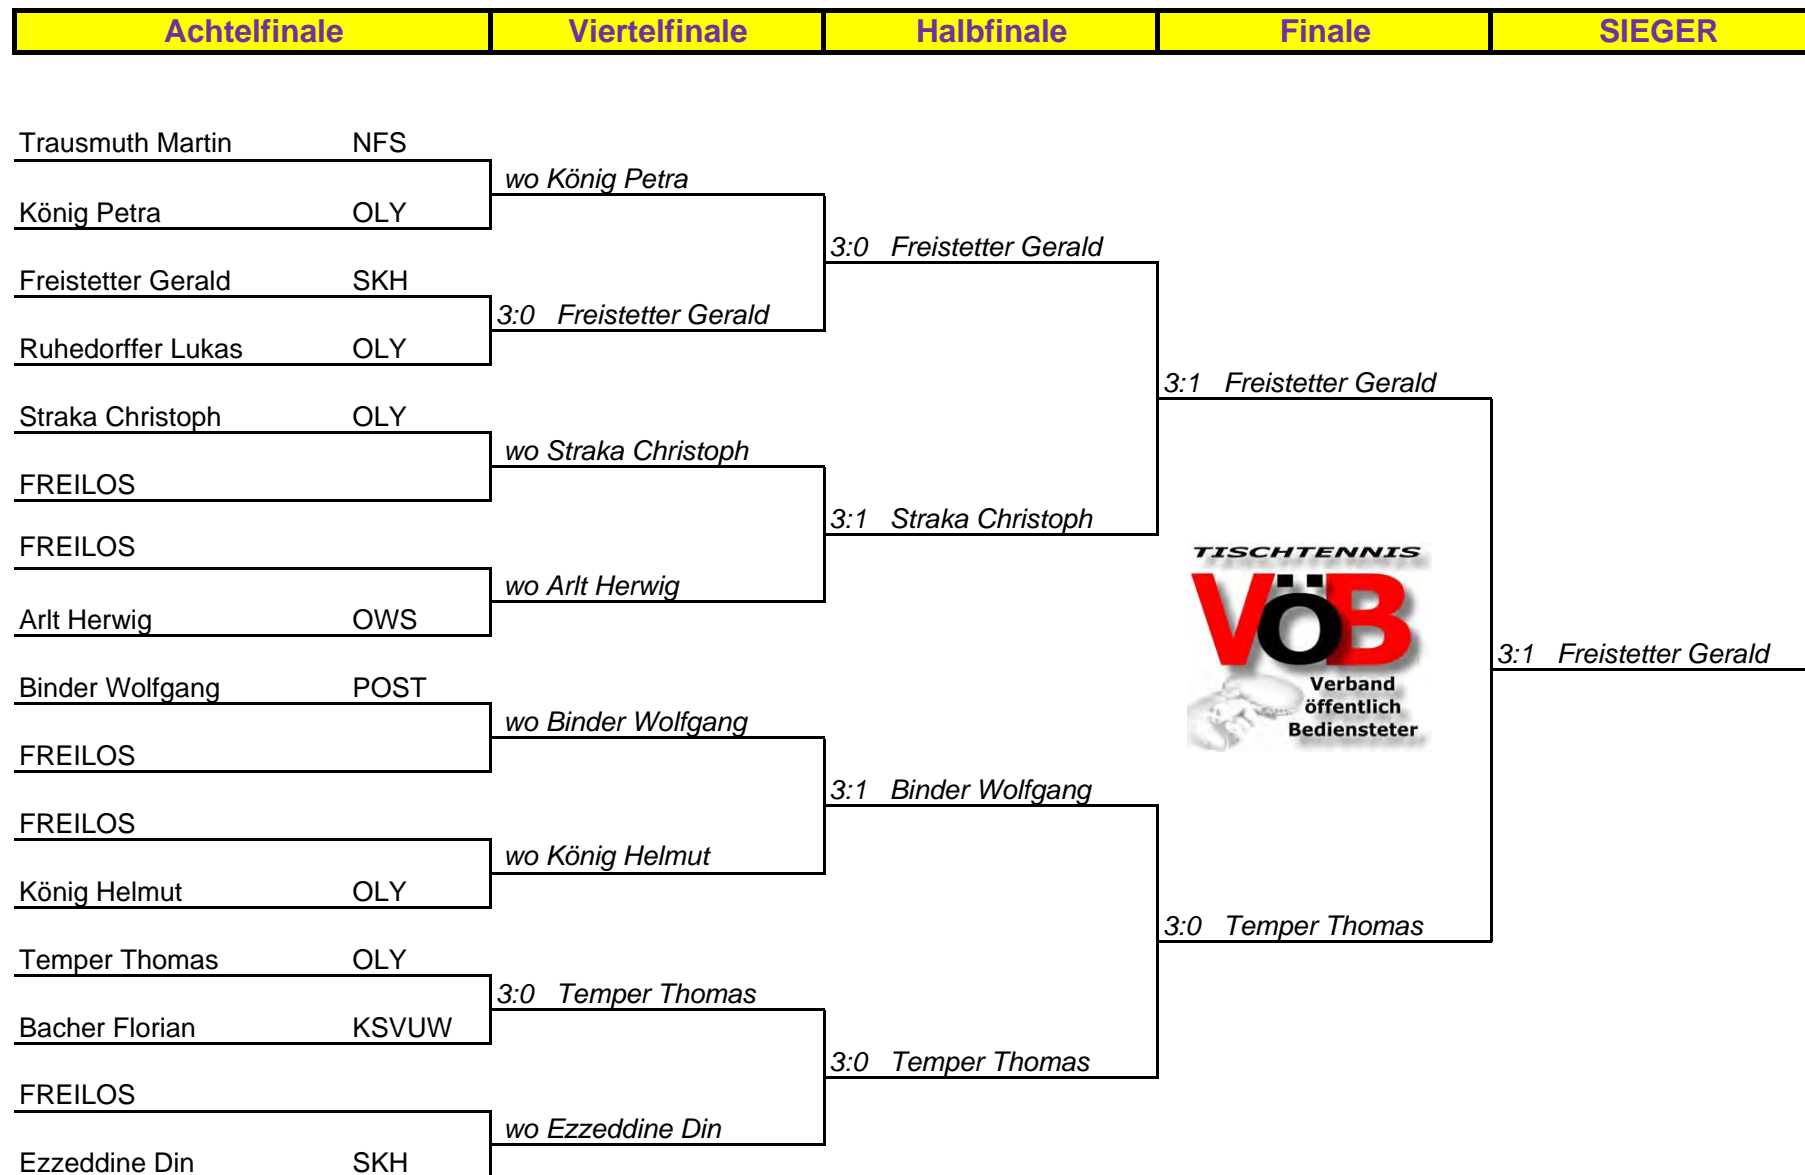 Achtelfinale Viertelfinale Halbfinale Finale SIEGER
Trausmuth Martin NFS
wo König Petra
König Petra OLY
3:0 Freistetter Gerald
Freistetter Gerald SKH
3:0 Freistetter Gerald
Ruhedorffer Lukas OLY
3:1 Freistetter Gerald
Straka Christoph OLY
wo Straka Christoph
FREILOS
3:1 Straka Christoph
FREILOS
TISCHTENNIS
VöB
Verband
öffentlich
Bediensteter
wo Arlt Herwig
Arlt Herwig OWS
3:1 Freistetter Gerald
Binder Wolfgang POST
wo Binder Wolfgang
FREILOS
3:1 Binder Wolfgang
FREILOS
wo König Helmut
König Helmut OLY
3:0 Temper Thomas
Temper Thomas OLY
3:0 Temper Thomas
Bacher Florian KSVUW
3:0 Temper Thomas
FREILOS
wo Ezzeddine Din
Ezzeddine Din SKH